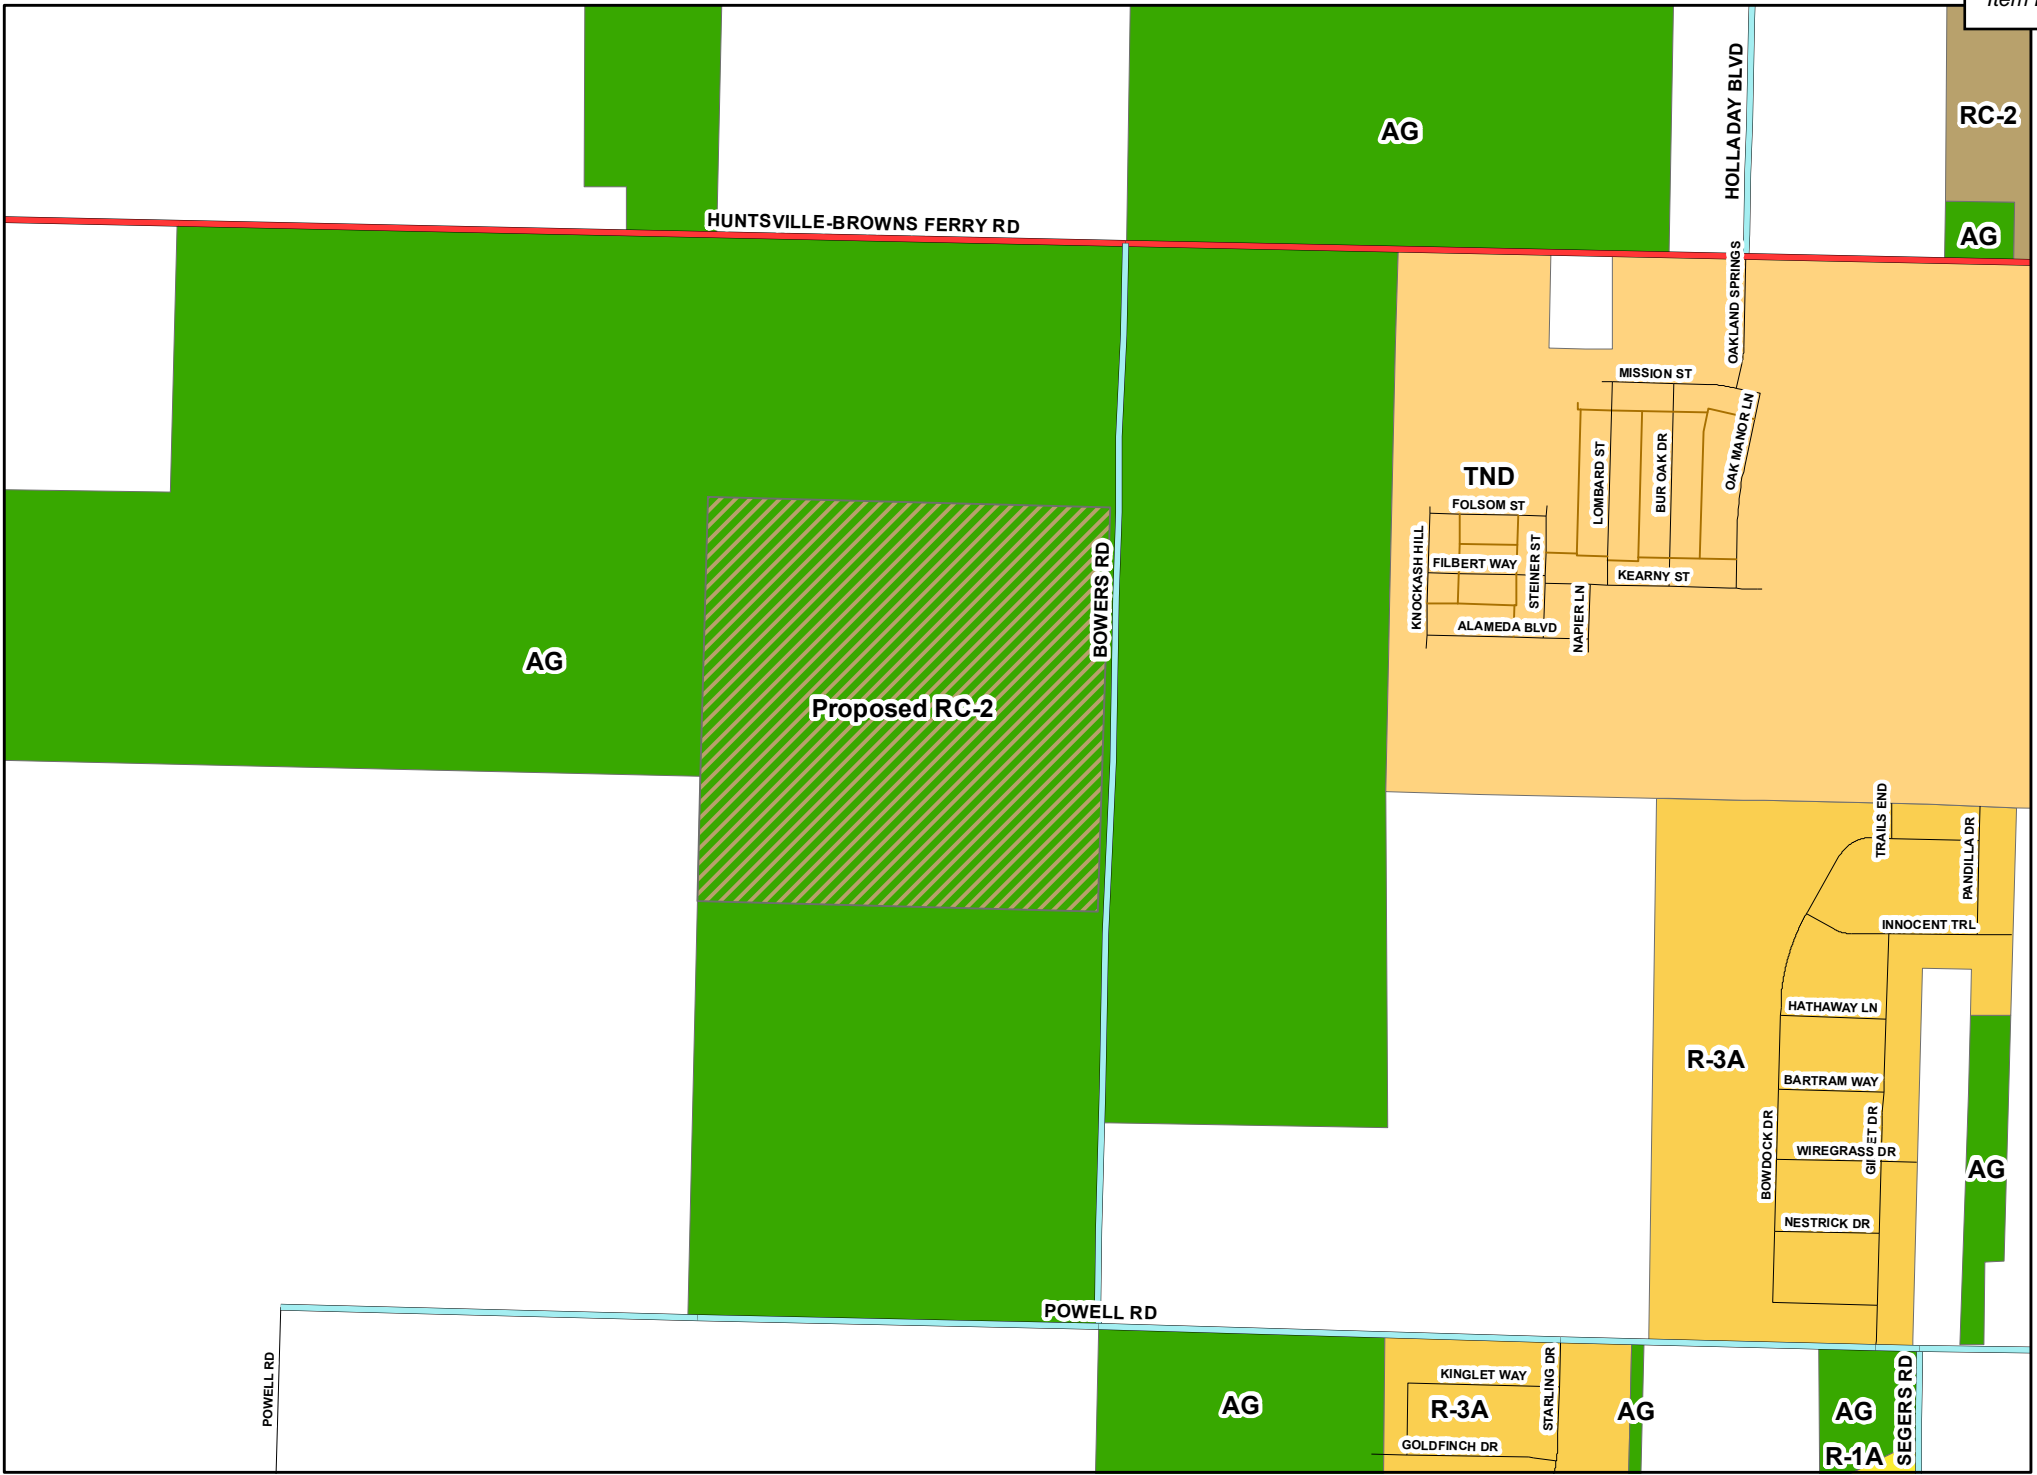 Item
HOLLADAY BLVD
RC-2
AG
AG
HUNTSVILLE-BROWNS FERRY RD
OAKLAND SPRINGS
MISSION ST
OAK MANOR LN
LOMBARD ST
BUR OAK DR
TND
FOLSOM ST
KNOCKASH HILL
FILBERT WAY
STEINER ST
KEARNY ST
NAPIER LN
ALAMEDA BLVD
BOWERS RD
AG
Proposed RC-2
TRAILS END
PANDILLA DR
INNOCENT TRL
HATHAWAY LN
R-3A
BARTRAM WAY
BOWDOCK DR
WIREGRASS DR
AG
NESTRICK DR
POWELL RD
POWELL RD
KINGLET WAY
STARLING DR
R-3A
GOLDFINCH DR
AG
AG
AG
SEGERS RD
R-1A